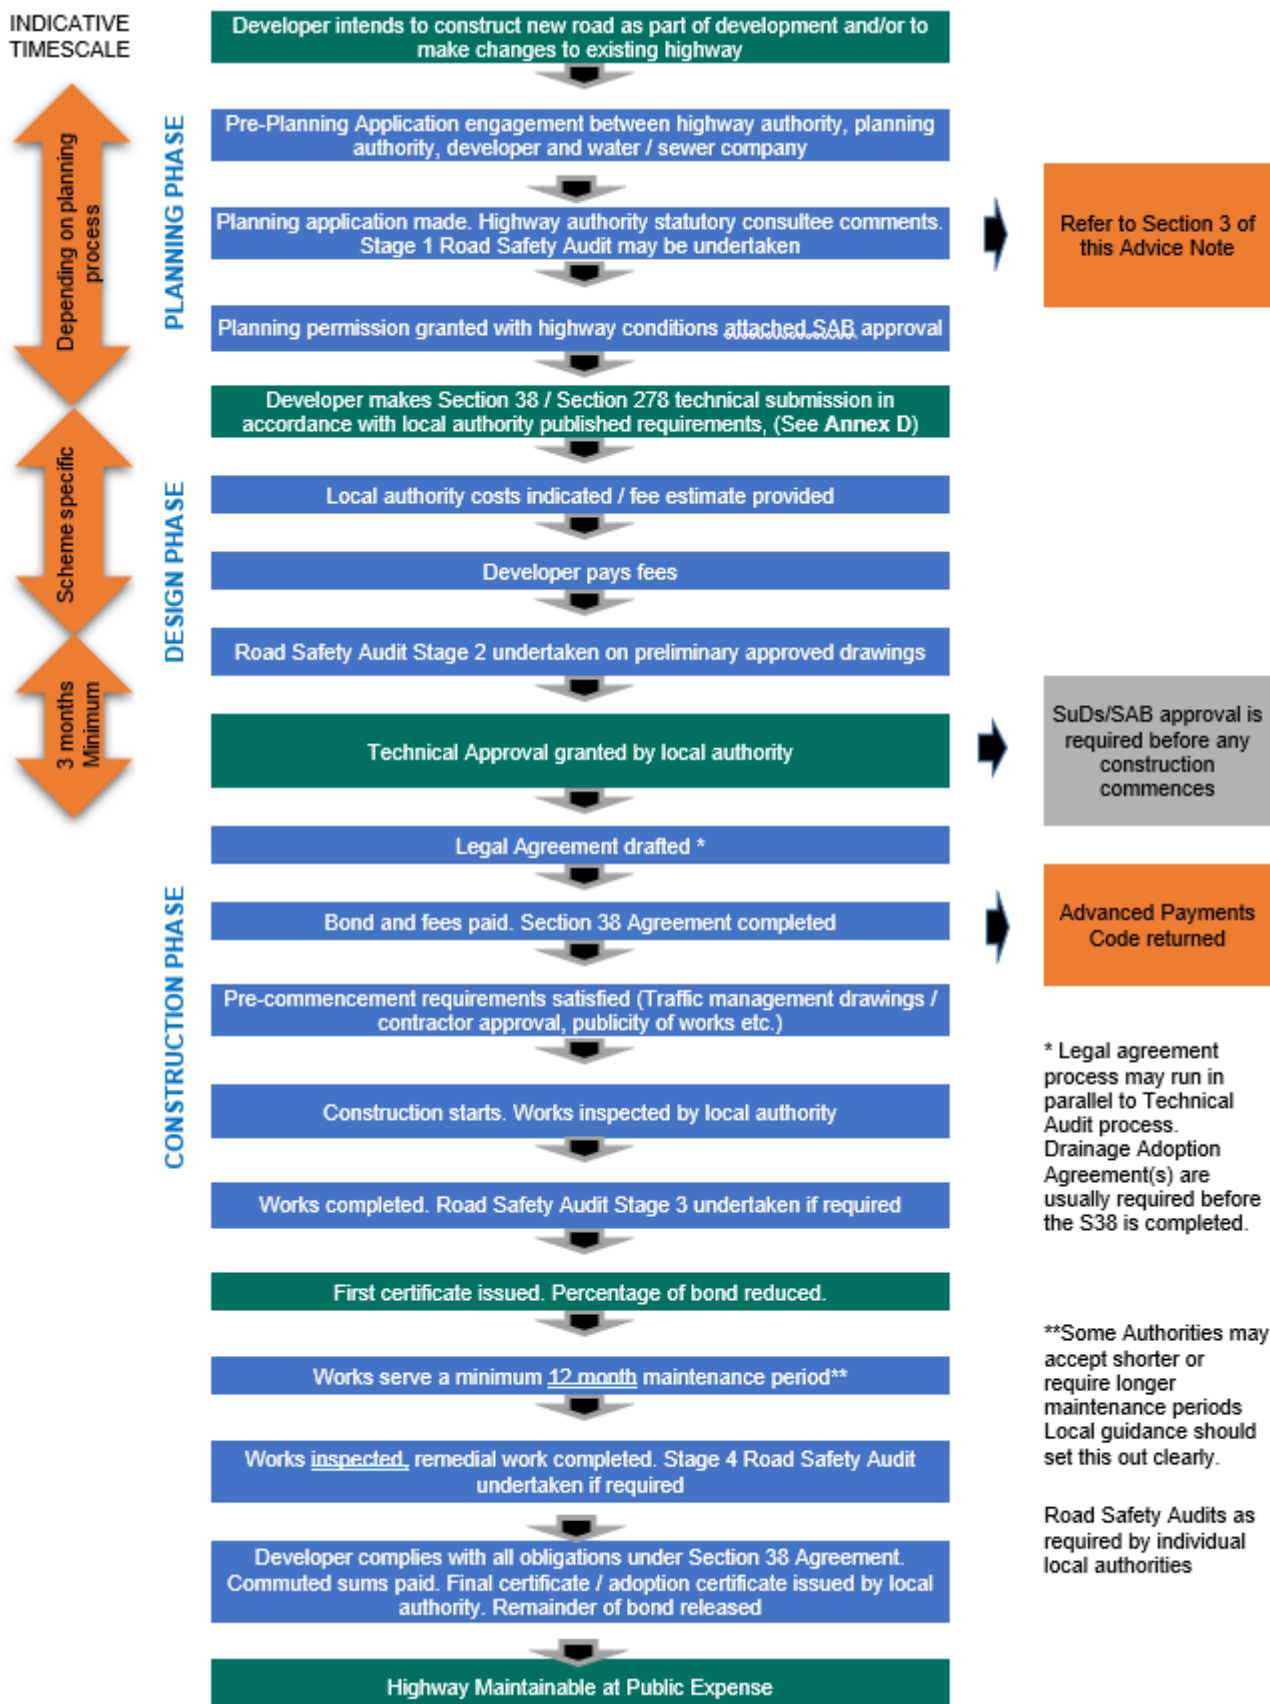 INDICATIVE
TIMESCALE
Developer intends to construct new road as part of development and/or to
make changes to existing highway
Depending on planning
process
PLANNING PHASE
Pre-Planning Application engagement between highway authority, planning
authority, developer and water / sewer company
Planning application made. Highway authority statutory consultee comments.
Stage 1 Road Safety Audit may be undertaken
Refer to Section 3 of
this Advice Note
Planning permission granted with highway conditions attached SAB approval
Developer makes Section 38 / Section 278 technical submission in
accordance with local authority published requirements, (See Annex D)
Scheme specific
DESIGN PHASE
Local authority costs indicated / fee estimate provided
Developer pays fees
Road Safety Audit Stage 2 undertaken on preliminary approved drawings
3 months
Minimum
Technical Approval granted by local authority
SuDs/SAB approval is
required before any
construction
commences
Legal Agreement drafted *
CONSTRUCTION PHASE
Bond and fees paid. Section 38 Agreement completed
Advanced Payments
Code returned
Pre-commencement requirements satisfied (Traffic management drawings /
contractor approval, publicity of works etc.)
Construction starts. Works inspected by local authority
* Legal agreement
process may run in
parallel to Technical
Audit process.
Drainage Adoption
Agreement(s) are
usually required before
the S38 is completed.
Works completed. Road Safety Audit Stage 3 undertaken if required
First certificate issued. Percentage of bond reduced.
Works serve a minimum 12 month maintenance period**
**Some Authorities may
accept shorter or
require longer
maintenance periods
Local guidance should
set this out clearly.
Works inspected, remedial work completed. Stage 4 Road Safety Audit
undertaken if required
Road Safety Audits as
required by individual
local authorities
Developer complies with all obligations under Section 38 Agreement.
Commuted sums paid. Final certificate / adoption certificate issued by local
authority. Remainder of bond released
Highway Maintainable at Public Expense